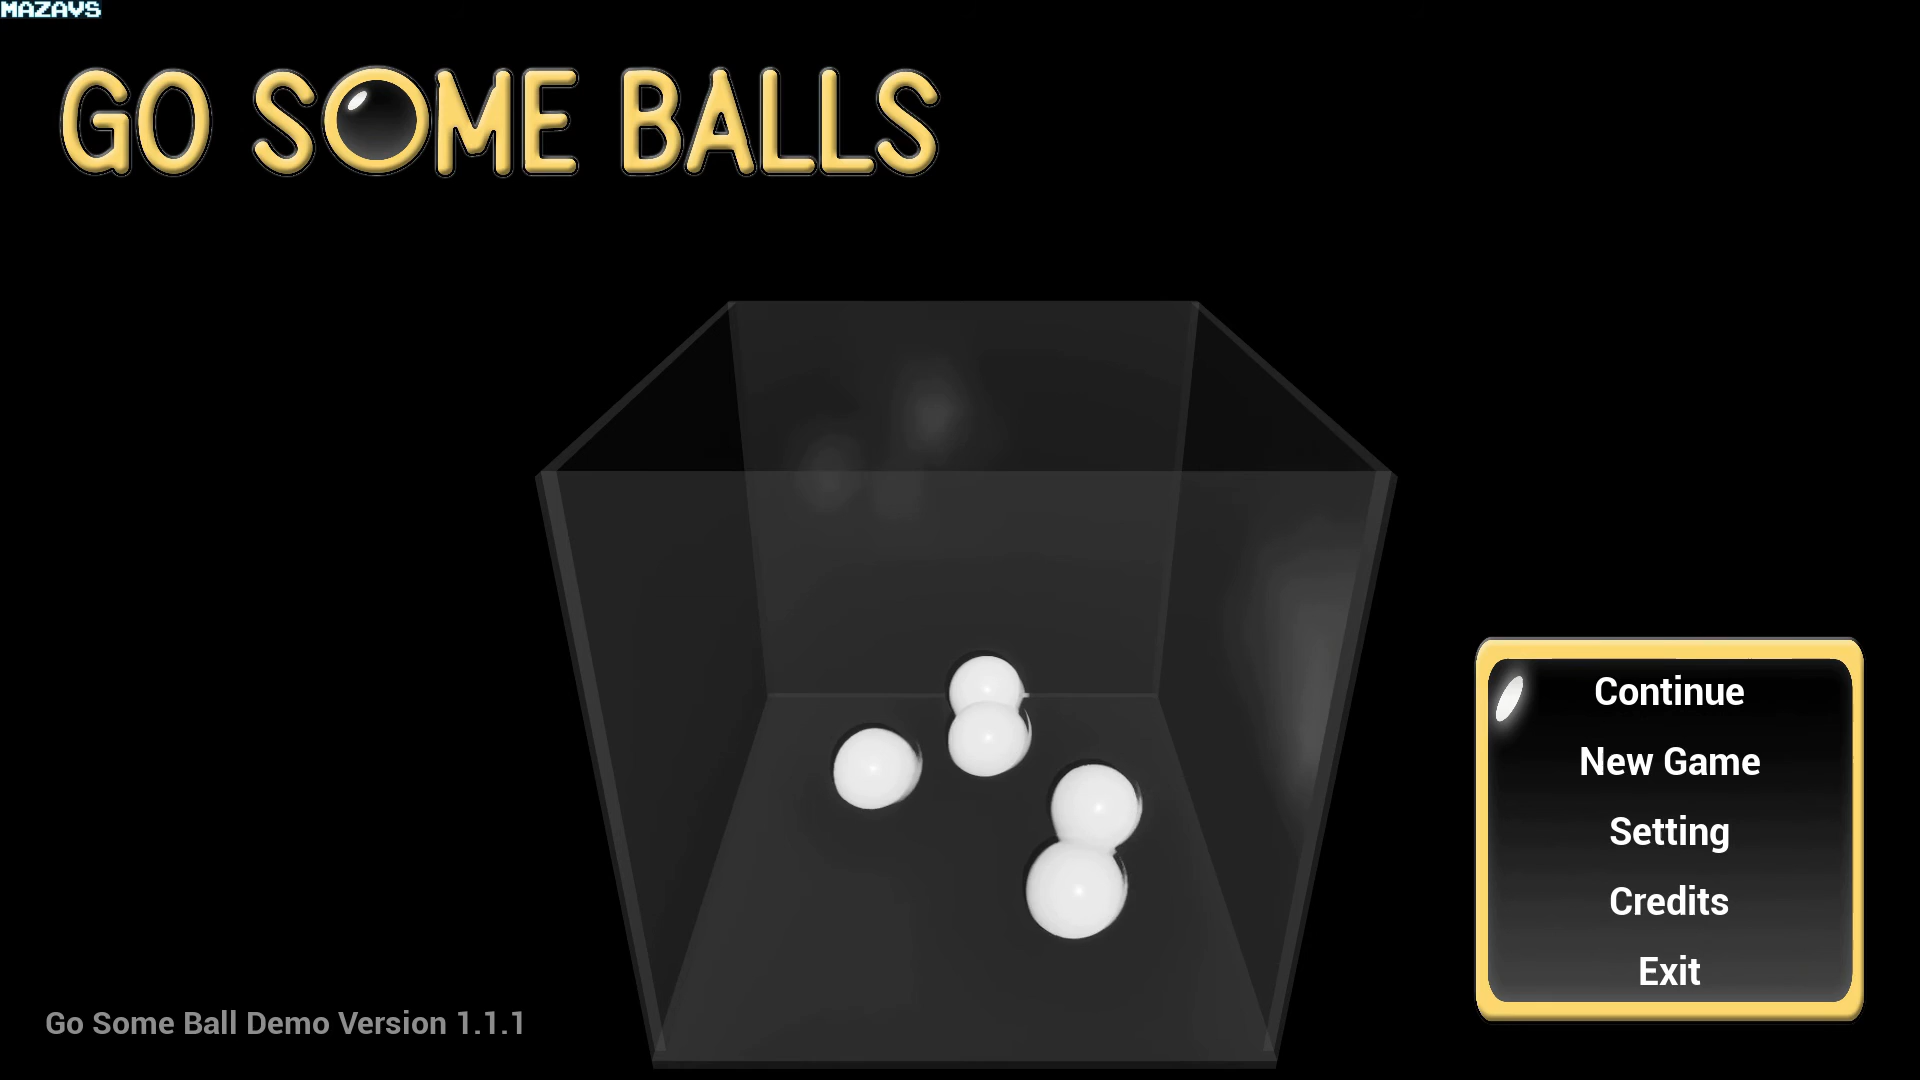 MAZAVS
GO SOME BALLS
Continue
New Game
Setting
Credits
Exit
Go Some Ball Demo Version 1.1.1